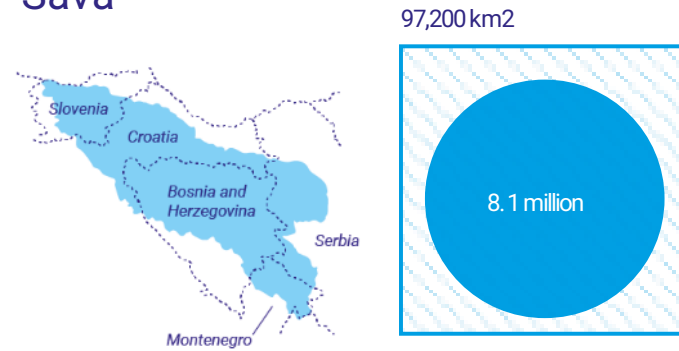 Sava
97,200 km2
Slovenia
Croatia
Bosnia and
Herzegovina
Serbia
Montenegro
8.1 million